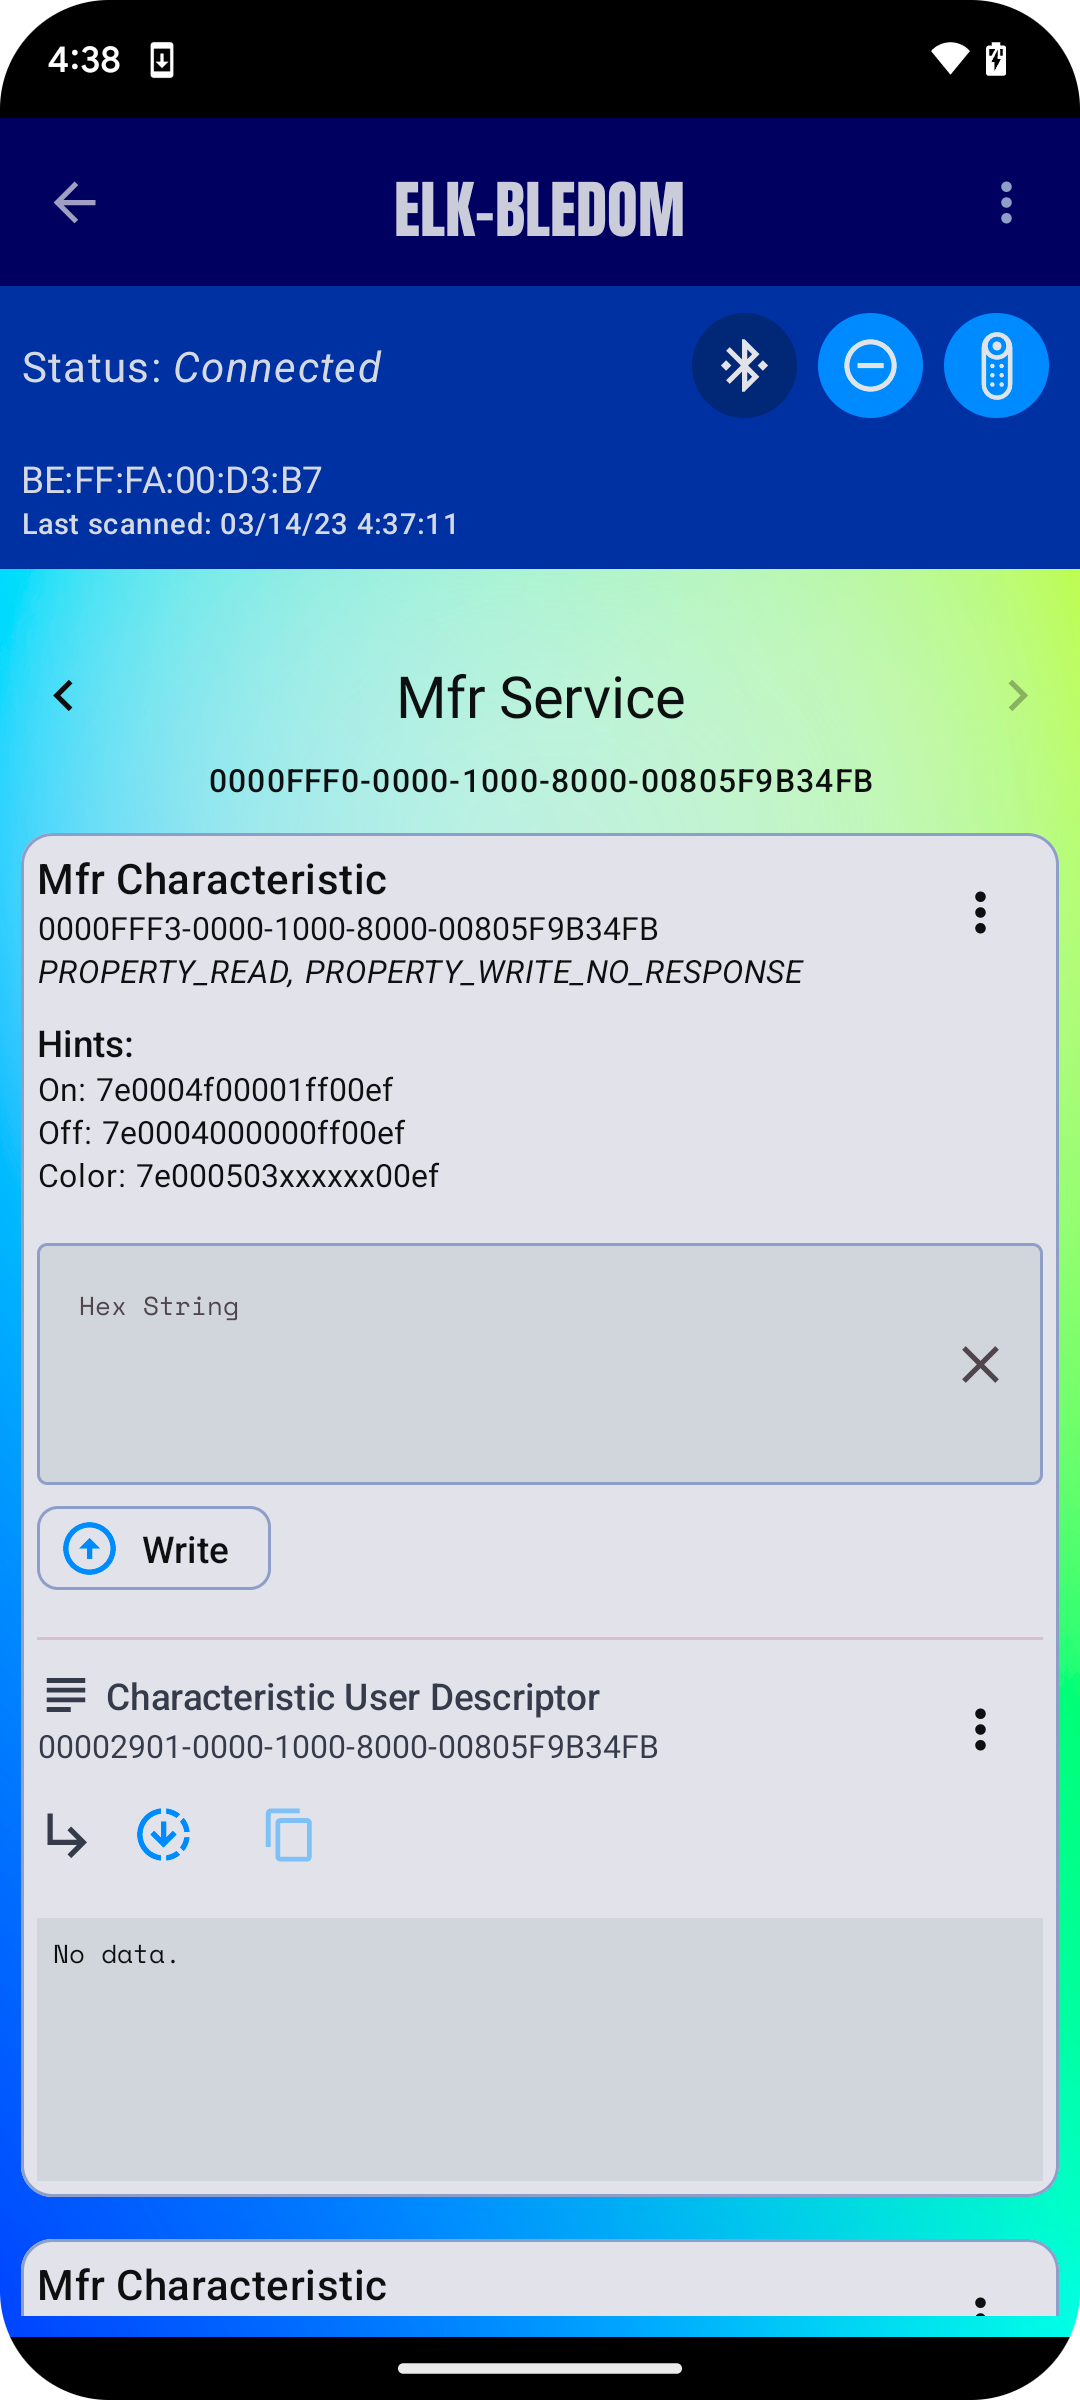 4:38
ELK-BLEDOM
Status: Connected
BE:FF:FA:00:D3:B7
Last scanned: 03/14/23 4:37:11
Mfr Service
0000FFF0-0000-1000-8000-00805F9B34FB
Mfr Characteristic
0000FFF3-0000-1000-8000-00805F9B34FB
PROPERTY_READ, PROPERTY_WRITE_NO_RESPONSE
Hints:
On: 7e0004f00001ff00ef
Off: 7e0004000000ff00ef
Color: 7e000503xxxxxx00ef
Hex String
Write
Characteristic User Descriptor
00002901-0000-1000-8000-00805F9B34FB
No data.
Mfr Characteristic